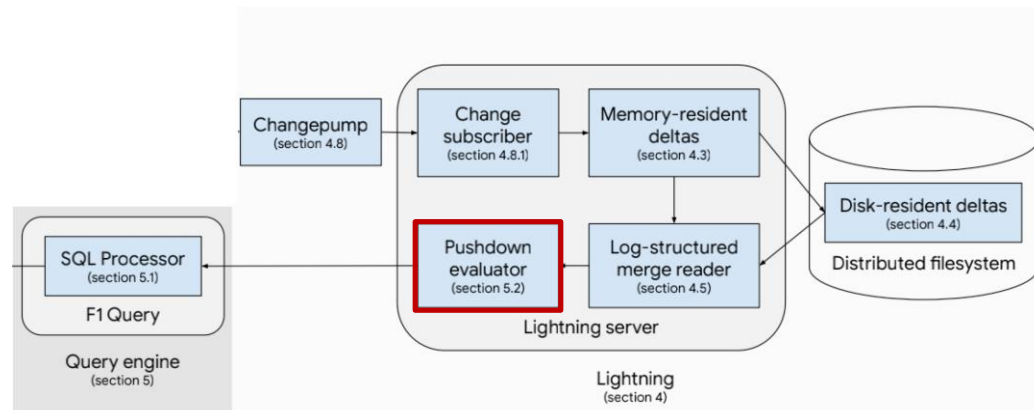 Changepump
(section 4.8)
Change
subscriber
(section 4.8.1)
Memory-resident
deltas
(section 4.3)
Disk-resident deltas
(section 4.4)
Distributed filesystem
SQL Processor
(section 5.1)
F1 Query
Query engine
(section 5)
Pushdown
evaluator
(section 5.2)
Log-structured
merge reader
(section 4.5)
Lightning server
Lightning
(section 4)